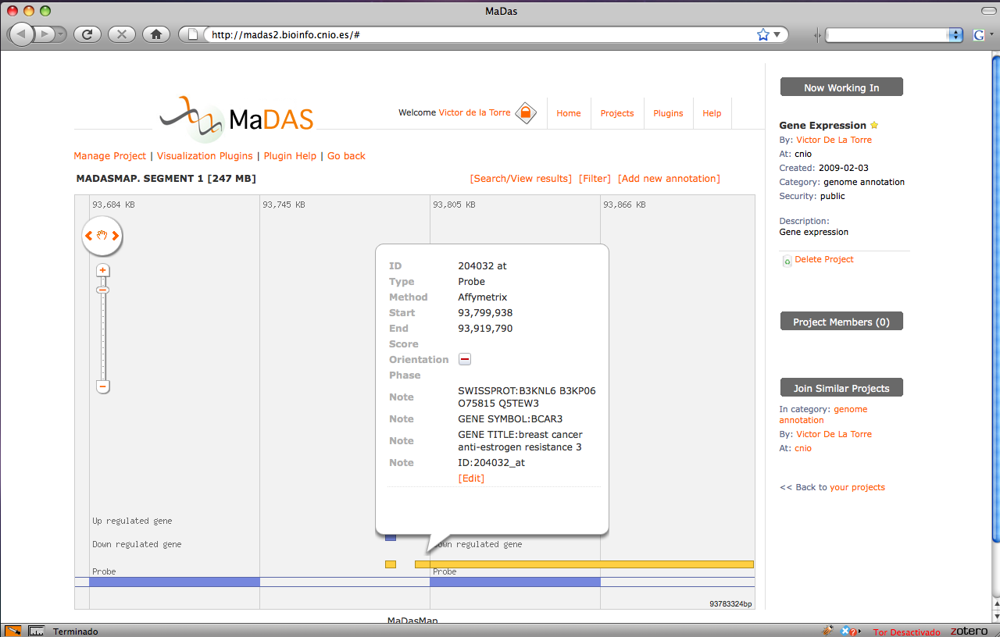 MaDas
http://madas2.bioinfo.cnio.es/#
G
MaDAS
Welcome Victor de la Torre
Home
Projects
Plugins
Help
Manage Project | Visualization Plugins | Plugin Help | Go back
MADASMAP. SEGMENT 1 [247 MB]
[Search/View results] [Filter] [Add new annotation]
93,684 KB
93,745 KB
93,805 KB
93,866 KB
ID 204032 at
Type Probe
Method Affymetrix
Start 93,799,938
End 93,919,790
Score
Orientation
Phase
Note SWISSPROT:B3KNL6 B3KP06
O75815 Q5TEW3
Note GENE SYMBOL:BCAR3
Note GENE TITLE:breast cancer
anti-estrogen resistance 3
Note ID:204032_at
[Edit]
Up regulated gene
Down regulated gene
Down regulated gene
Probe
Probe
93783324bp
MaDasMap
Now Working In
Gene Expression
By: Victor De La Torre
At: cnio
Created: 2009-02-03
Category: genome annotation
Security: public
Description:
Gene expression
Delete Project
Project Members (0)
Join Similar Projects
In category: genome
annotation
By: Victor De La Torre
At: cnio
<< Back to your projects
Terminado
Tor Desactivado
zotero